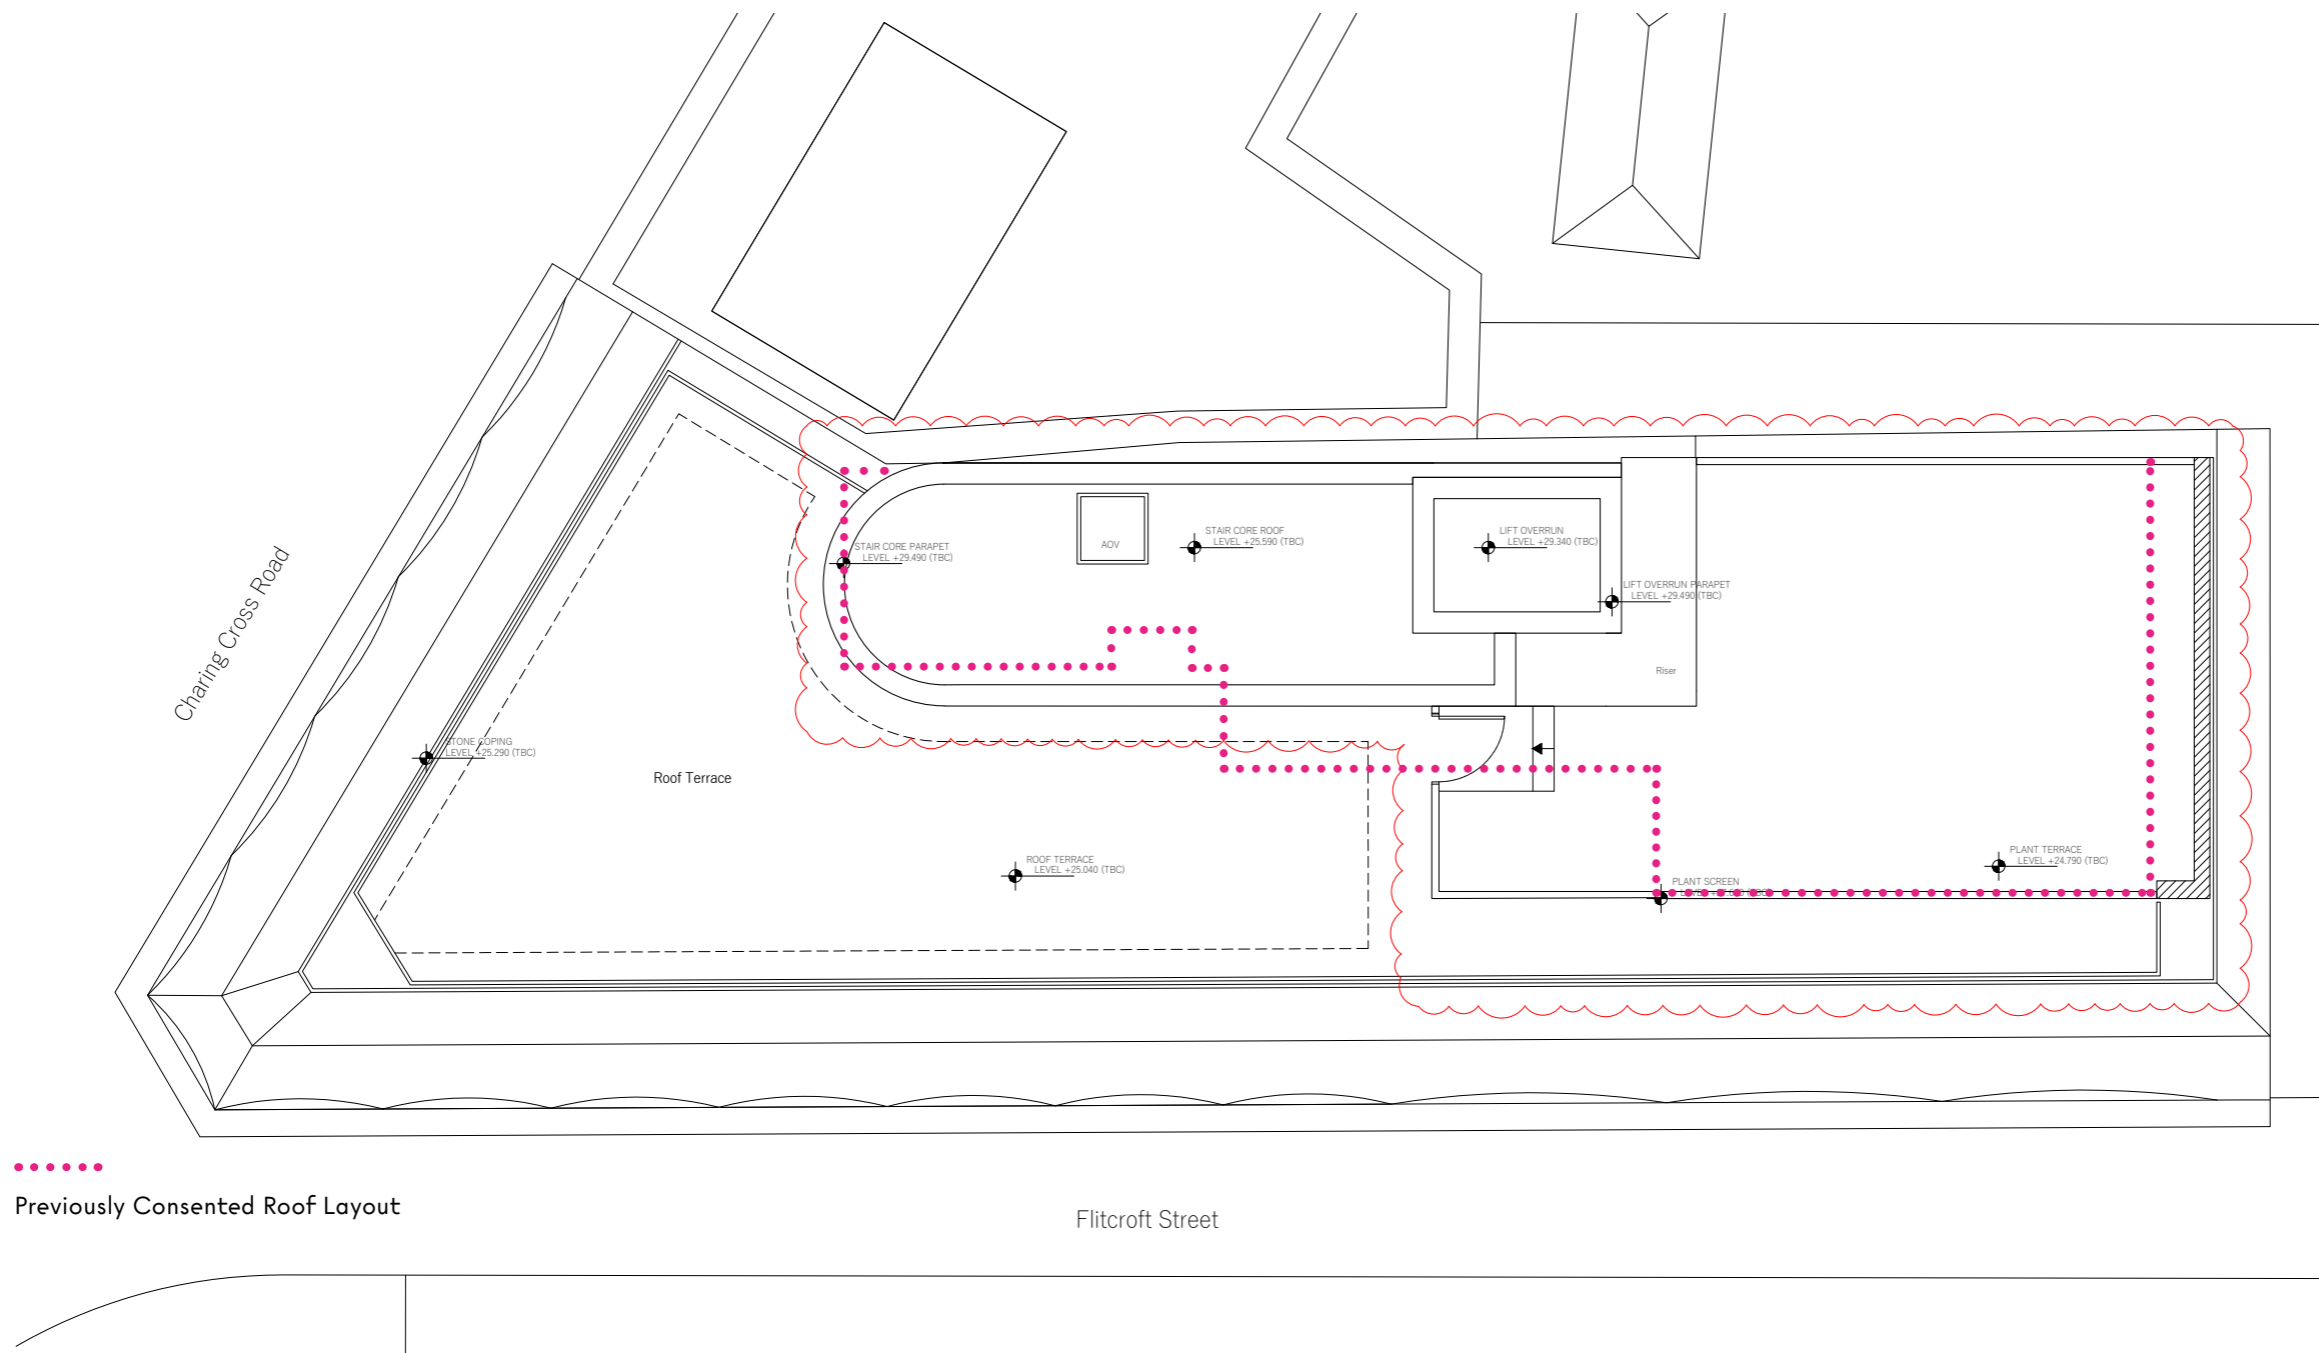 STAIR CORE ROOF
LEVEL +25.590 (TBC)
LIFT OVERRUN
LEVEL +29.340 (TBC)
AOV
STAIR CORE PARAPET
LEVEL +29.490 (TBC)
LIFT OVERRUN PARAPET
LEVEL +29.490 (TBC)
Charing Cross Road
Riser
STONE COPING
LEVEL +25.290 (TBC)
Roof Terrace
ROOF TERRACE
LEVEL +25.040 (TBC)
PLANT TERRACE
LEVEL +24.790 (TBC)
PLANT SCREEN
LEVEL
Previously Consented Roof Layout
Flitcroft Street